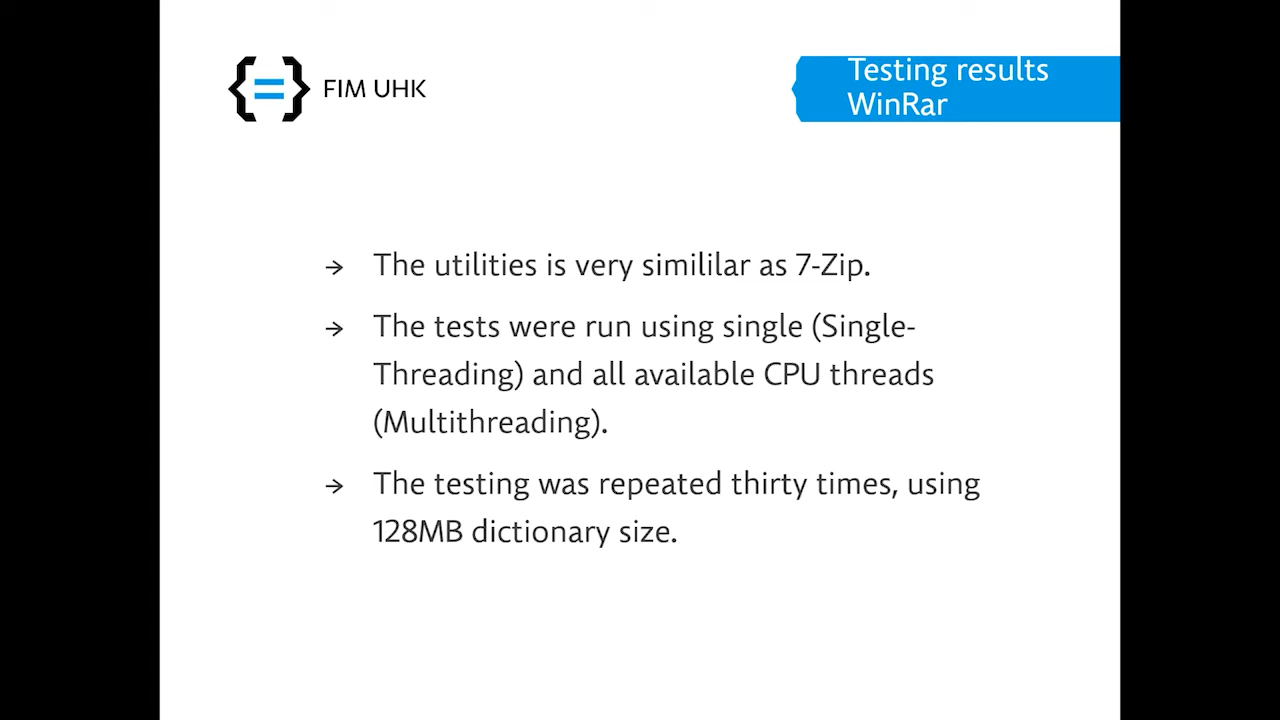 FIM UHK
Testing results
WinRar
→ The utilities is very simililar as 7-Zip.
→ The tests were run using single (Single-
Threading) and all available CPU threads
(Multithreading).
→ The testing was repeated thirty times, using
128MB dictionary size.